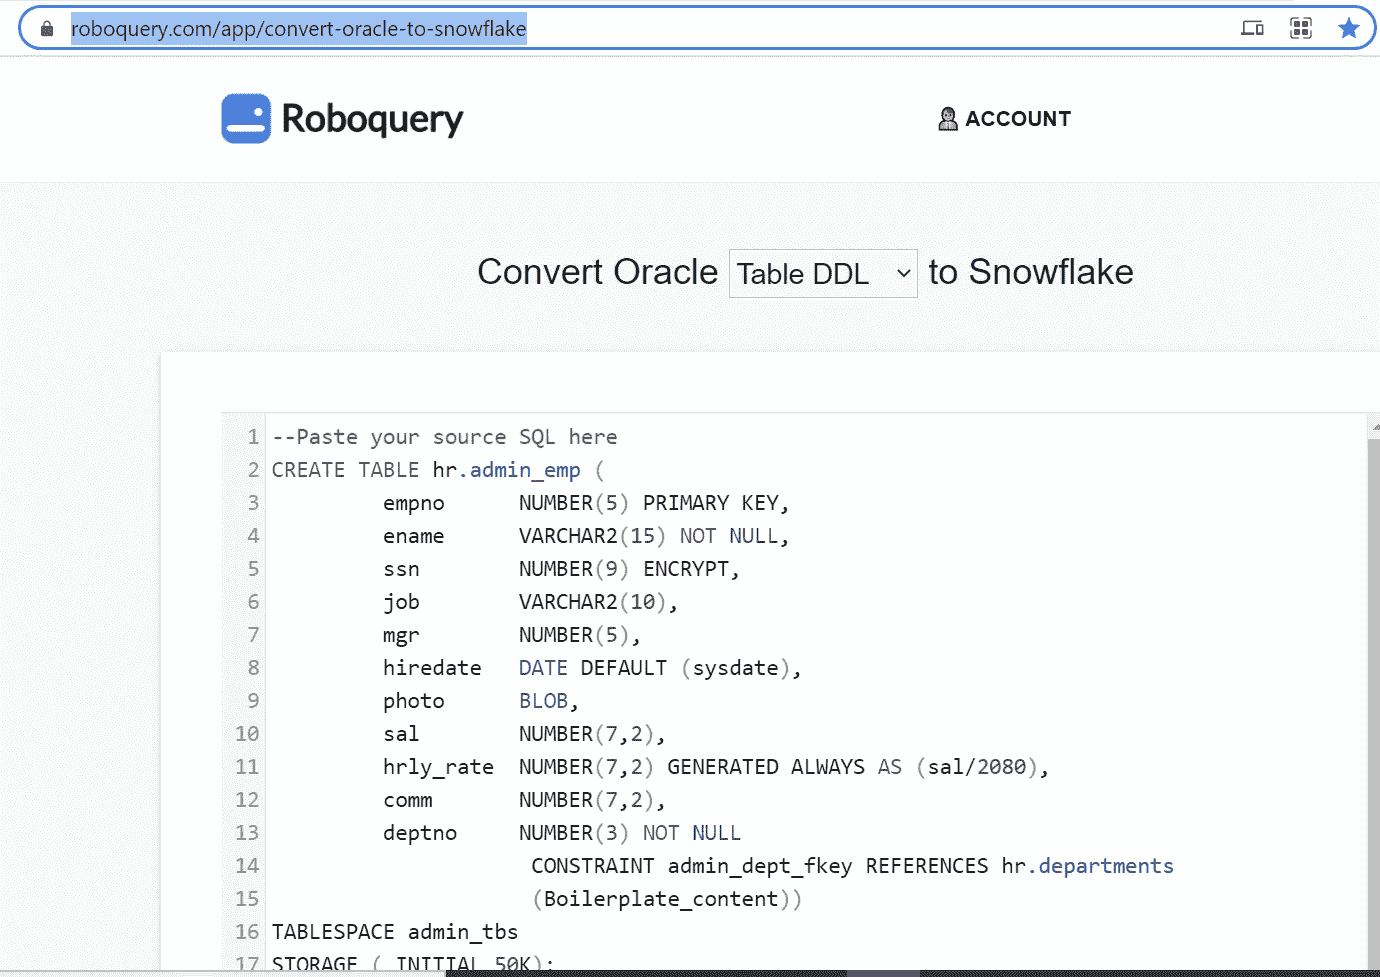 roboquery.com/app/convert-oracle-to-snowflake
Roboquery
ACCOUNT
Convert Oracle Table DDL to Snowflake
1 --Paste your source SQL here
2 CREATE TABLE hr.admin_emp (
3 empno NUMBER(5) PRIMARY KEY,
4 ename VARCHAR2(15) NOT NULL,
5 ssn NUMBER(9) ENCRYPT,
6 job VARCHAR2(10),
7 mgr NUMBER(5),
8 hiredate DATE DEFAULT (sysdate),
9 photo BLOB,
10 sal NUMBER(7,2),
11 hrly_rate NUMBER(7,2) GENERATED ALWAYS AS (sal/2080),
12 comm NUMBER(7,2),
13 deptno NUMBER(3) NOT NULL
14 CONSTRAINT admin_dept_fkey REFERENCES hr.departments
15 (Boilerplate_content))
16 TABLESPACE admin_tbs
17 STORAGE ( INITIAL 50K);